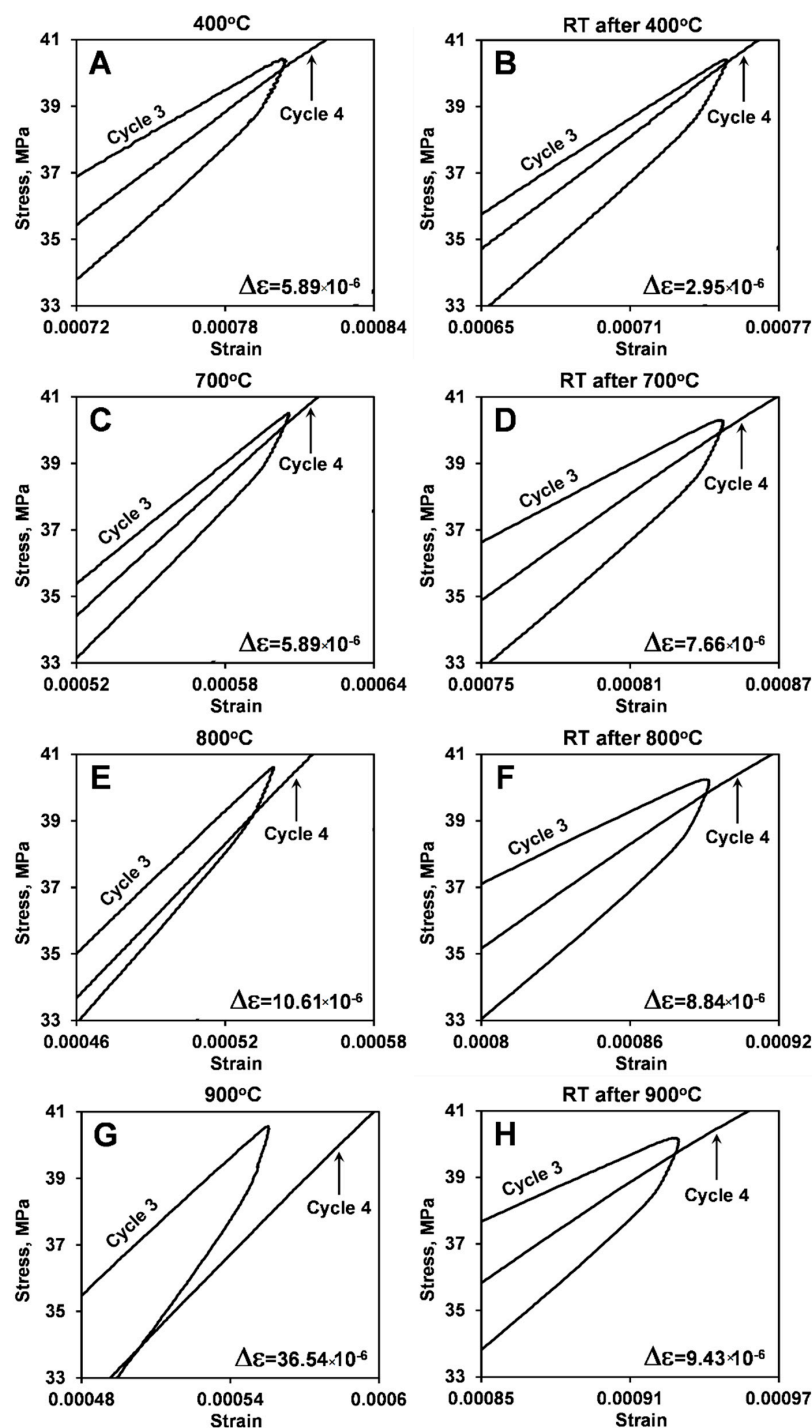 400°C
A
41
39
37
35
33
Stress, MPa
Cycle 3
Cycle 4
Δε=5.89×10-6
0.00072 0.00078 0.00084
Strain
RT after 400°C
B
41
39
37
35
33
Stress, MPa
Cycle 3
Cycle 4
Δε=2.95×10-6
0.00065 0.00071 0.00077
Strain
700°C
C
41
39
37
35
33
Stress, MPa
Cycle 3
Cycle 4
Δε=5.89×10-6
0.00052 0.00058 0.00064
Strain
RT after 700°C
D
41
39
37
35
33
Stress, MPa
Cycle 3
Cycle 4
Δε=7.66×10-6
0.00075 0.00081 0.00087
Strain
800°C
E
41
39
37
35
33
Stress, MPa
Cycle 3
Cycle 4
Δε=10.61×10-6
0.00046 0.00052 0.00058
Strain
RT after 800°C
F
41
39
37
35
33
Stress, MPa
Cycle 3
Cycle 4
Δε=8.84×10-6
0.0008 0.00086 0.00092
Strain
900°C
G
41
39
37
35
33
Stress, MPa
Cycle 3
Cycle 4
Δε=36.54×10-6
0.00048 0.00054 0.0006
Strain
RT after 900°C
H
41
39
37
35
33
Stress, MPa
Cycle 3
Cycle 4
Δε=9.43×10-6
0.00085 0.00091 0.00097
Strain